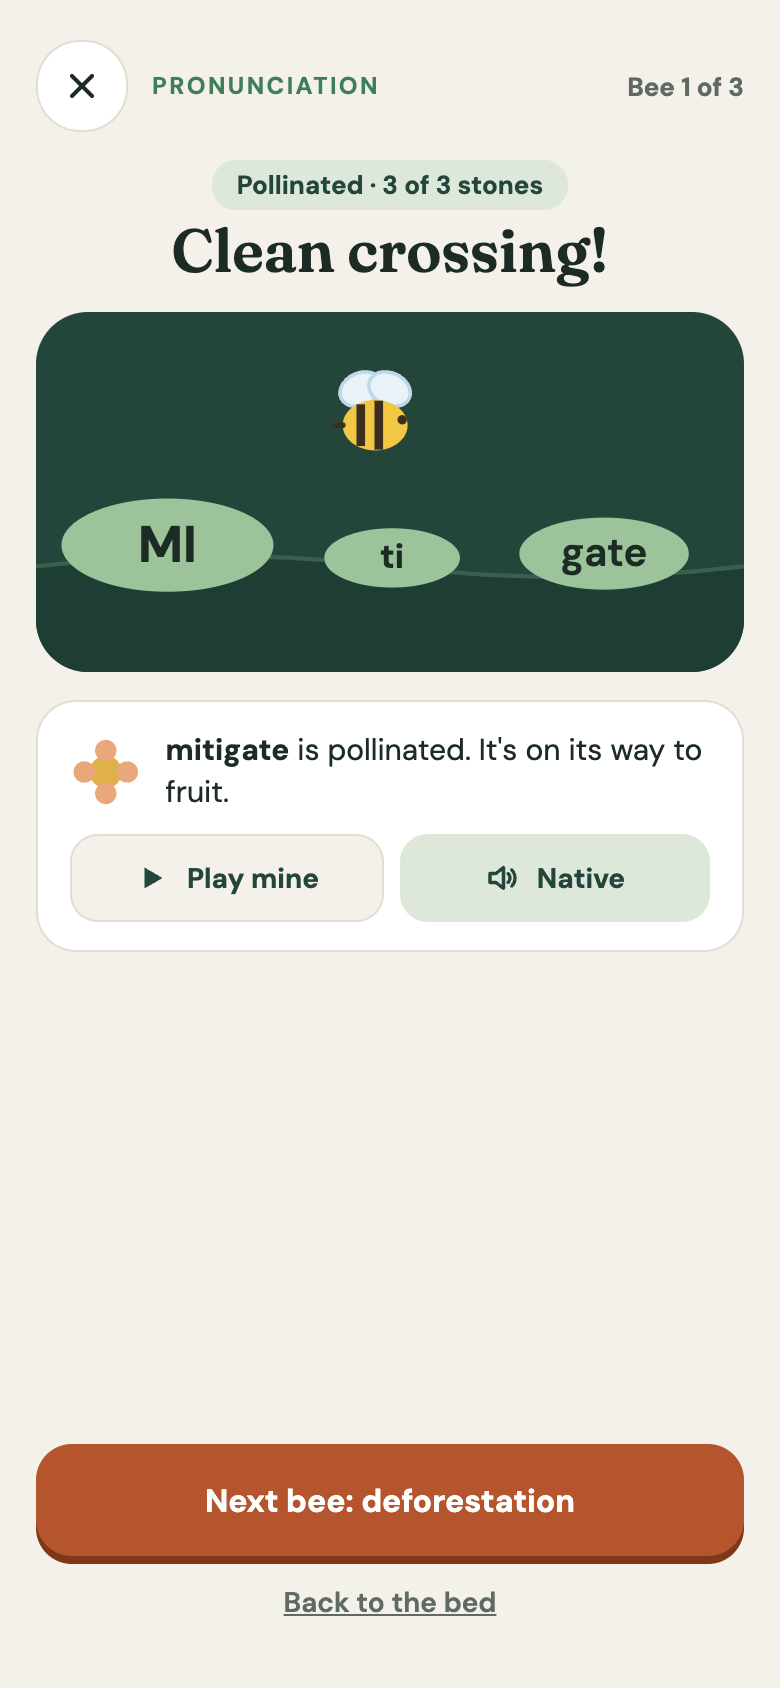 PRONUNCIATION
Bee 1 of 3
Pollinated · 3 of 3 stones
Clean crossing!
MI
ti
gate
mitigate is pollinated. It's on its way to
fruit.
Play mine
Native
Next bee: deforestation
Back to the bed